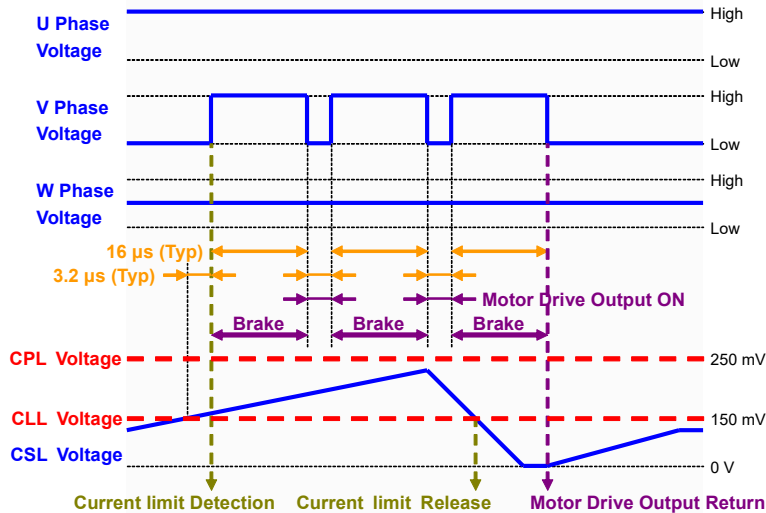 U Phase
Voltage
High
Low
V Phase
Voltage
High
Low
W Phase
Voltage
High
Low
16 µs (Typ)
3.2 µs (Typ)
Motor Drive Output ON
Brake Brake Brake
CPL Voltage 250 mV
CLL Voltage 150 mV
CSL Voltage 0 V
Current limit Detection Current limit Release Motor Drive Output Return